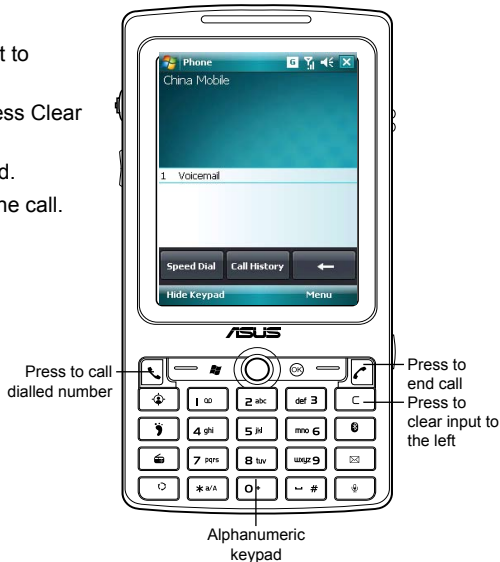 t to
ess Clear
d.
he call.
Phone
G
China Mobile
1 Voicemail
Speed Dial Call History
Hide Keypad Menu
ASUS
OK
Press to call
dialled number
Press to
end call
Press to
clear input to
the left
1
2 abc
def 3
C
4 ghi
5 jkl
mno 6
7 pqrs
8 tuv
wxyz 9
* a/A
0 +
#
Alphanumeric
keypad